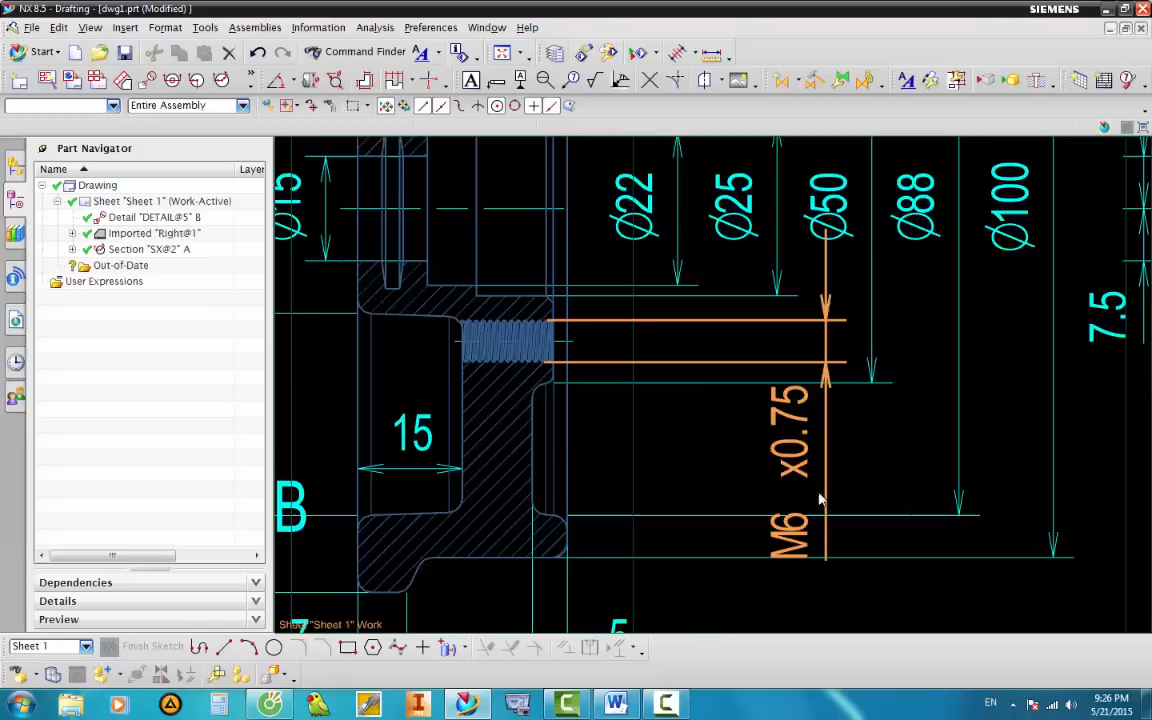 NX 8.5 - Drafting - [dwg1.prt (Modified) ]
SIEMENS
File Edit View Insert Format Tools Assemblies Information Analysis Preferences Window Help
Start
Command Finder
Entire Assembly
Part Navigator
Name
Layer
Drawing
Sheet "Sheet 1" (Work-Active)
Detail "DETAIL@5" B
Imported "Right@1"
Section "SX@2" A
Out-of-Date
User Expressions
Dependencies
Details
Preview
Ø15
Ø22
Ø25
Ø50
Ø88
Ø100
7.5
M6 x0.75
15
B
7
5
Sheet "Sheet 1" Work
Sheet 1
Finish Sketch
EN
9:26 PM
5/21/2015